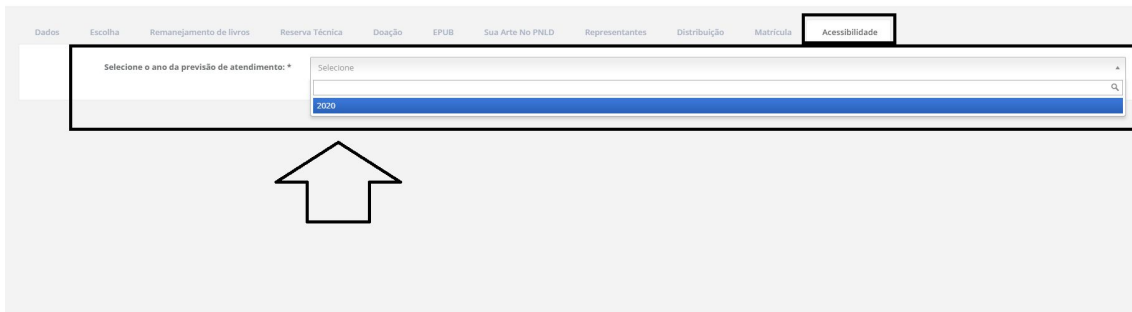 Dados Escolha Remanejamento de livros Reserva Técnica Doação EPUB Sua Arte No PNLD Representantes Distribuição Matrícula Acessibilidade
Selecione o ano da previsão de atendimento: * Selecione
2020